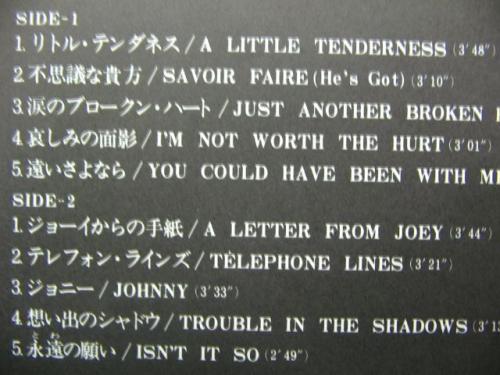 SIDE-1
1. リトル・テンダネス / A LITTLE TENDERNESS (3'48")
2. 不思議な貴方 / SAVOIR FAIRE (He's Got) (3'10")
3. 涙のブロークン・ハート / JUST ANOTHER BROKEN
4. 哀しみの面影 / I'M NOT WORTH THE HURT (3'01")
5. 遠いさよなら / YOU COULD HAVE BEEN WITH
SIDE-2
1. ジョーイからの手紙 / A LETTER FROM JOEY (3'44")
2. テレフォン・ラインズ / TELEPHONE LINES (3'21")
3. ジョニー / JOHNNY (3'33")
4. 想い出のシャドウ / TROUBLE IN THE SHADOWS
とわ
5. 永遠の願い / ISN'T IT SO (2'49")